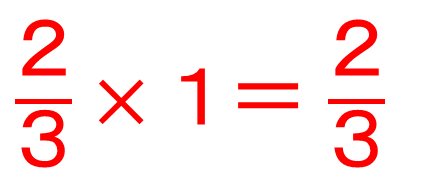 2/3 × 1 = 2/3